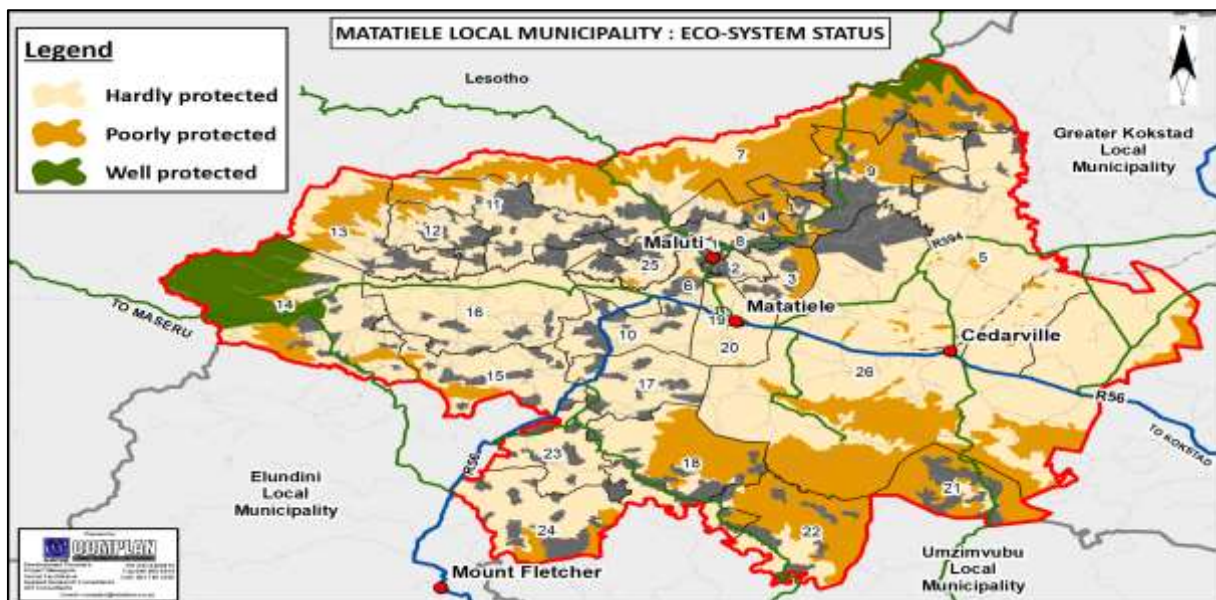 MATATIELE LOCAL MUNICIPALITY : ECO-SYSTEM STATUS
Legend
Hardly protected
Poorly protected
Well protected
Lesotho
Greater Kokstad
Local
Municipality
7
9
11
4
1
13
12
Maluti
8
25
2
3
R394
5
6
14
16
TO MASERU
Matatiele
19
10
20
Cedarville
15
17
26
R56
TO KOKSTAD
R56
23
18
21
Elundini
Local
Municipality
24
22
Mount Fletcher
Umzimvubu
Local
Municipality